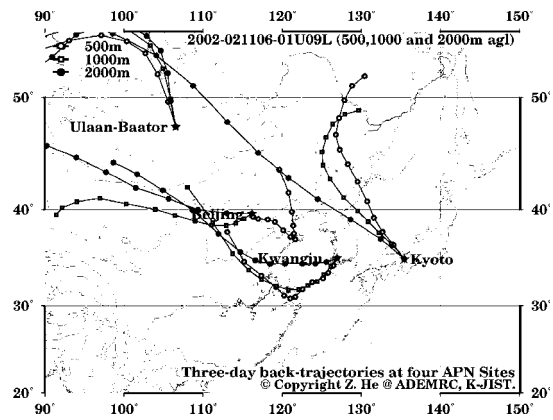 90° 100° 110° 120° 130° 140° 150°
2002-021106-01U09L (500,1000 and 2000m agl)
500m
1000m
2000m
50° 50°
Ulaan-Baator
40° 40°
Beijing
Kwangju
Kyoto
30° 30°
Three-day back-trajectories at four APN Sites
© Copyright Z. He @ ADEMRC, K-JIST.
20° 20°
90° 100° 110° 120° 130° 140° 150°